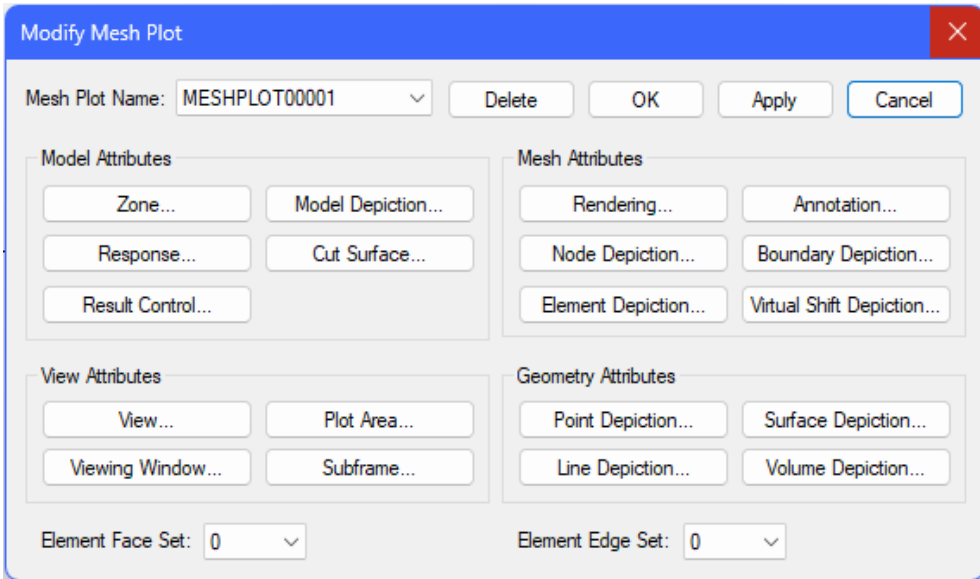 Modify Mesh Plot
Mesh Plot Name: MESHPLOT00001 Delete OK Apply Cancel
Model Attributes
Zone... Model Depiction...
Response... Cut Surface...
Result Control...
Mesh Attributes
Rendering... Annotation...
Node Depiction... Boundary Depiction...
Element Depiction... Virtual Shift Depiction...
View Attributes
View... Plot Area...
Viewing Window... Subframe...
Geometry Attributes
Point Depiction... Surface Depiction...
Line Depiction... Volume Depiction...
Element Face Set: 0 Element Edge Set: 0